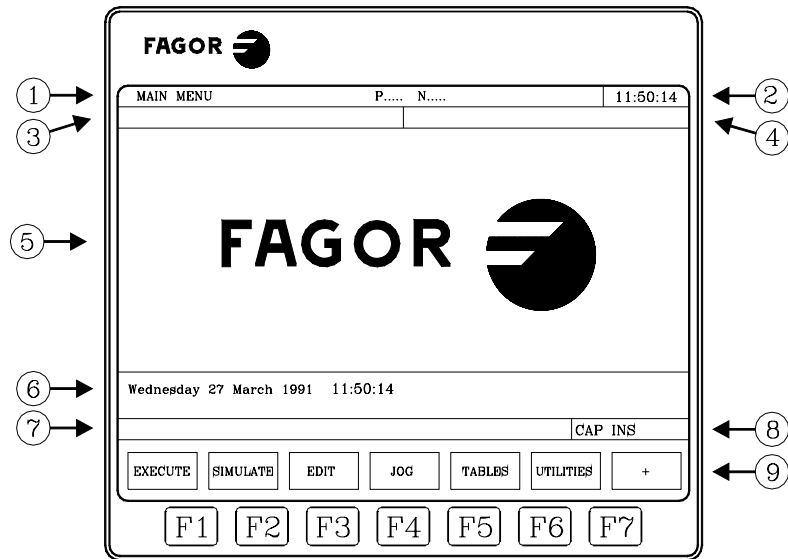 FAGOR
1 MAIN MENU P..... N..... 11:50:14 2
3 4
5 FAGOR
6 Wednesday 27 March 1991 11:50:14
7 CAP INS 8
EXECUTE SIMULATE EDIT JOG TABLES UTILITIES + 9
F1 F2 F3 F4 F5 F6 F7